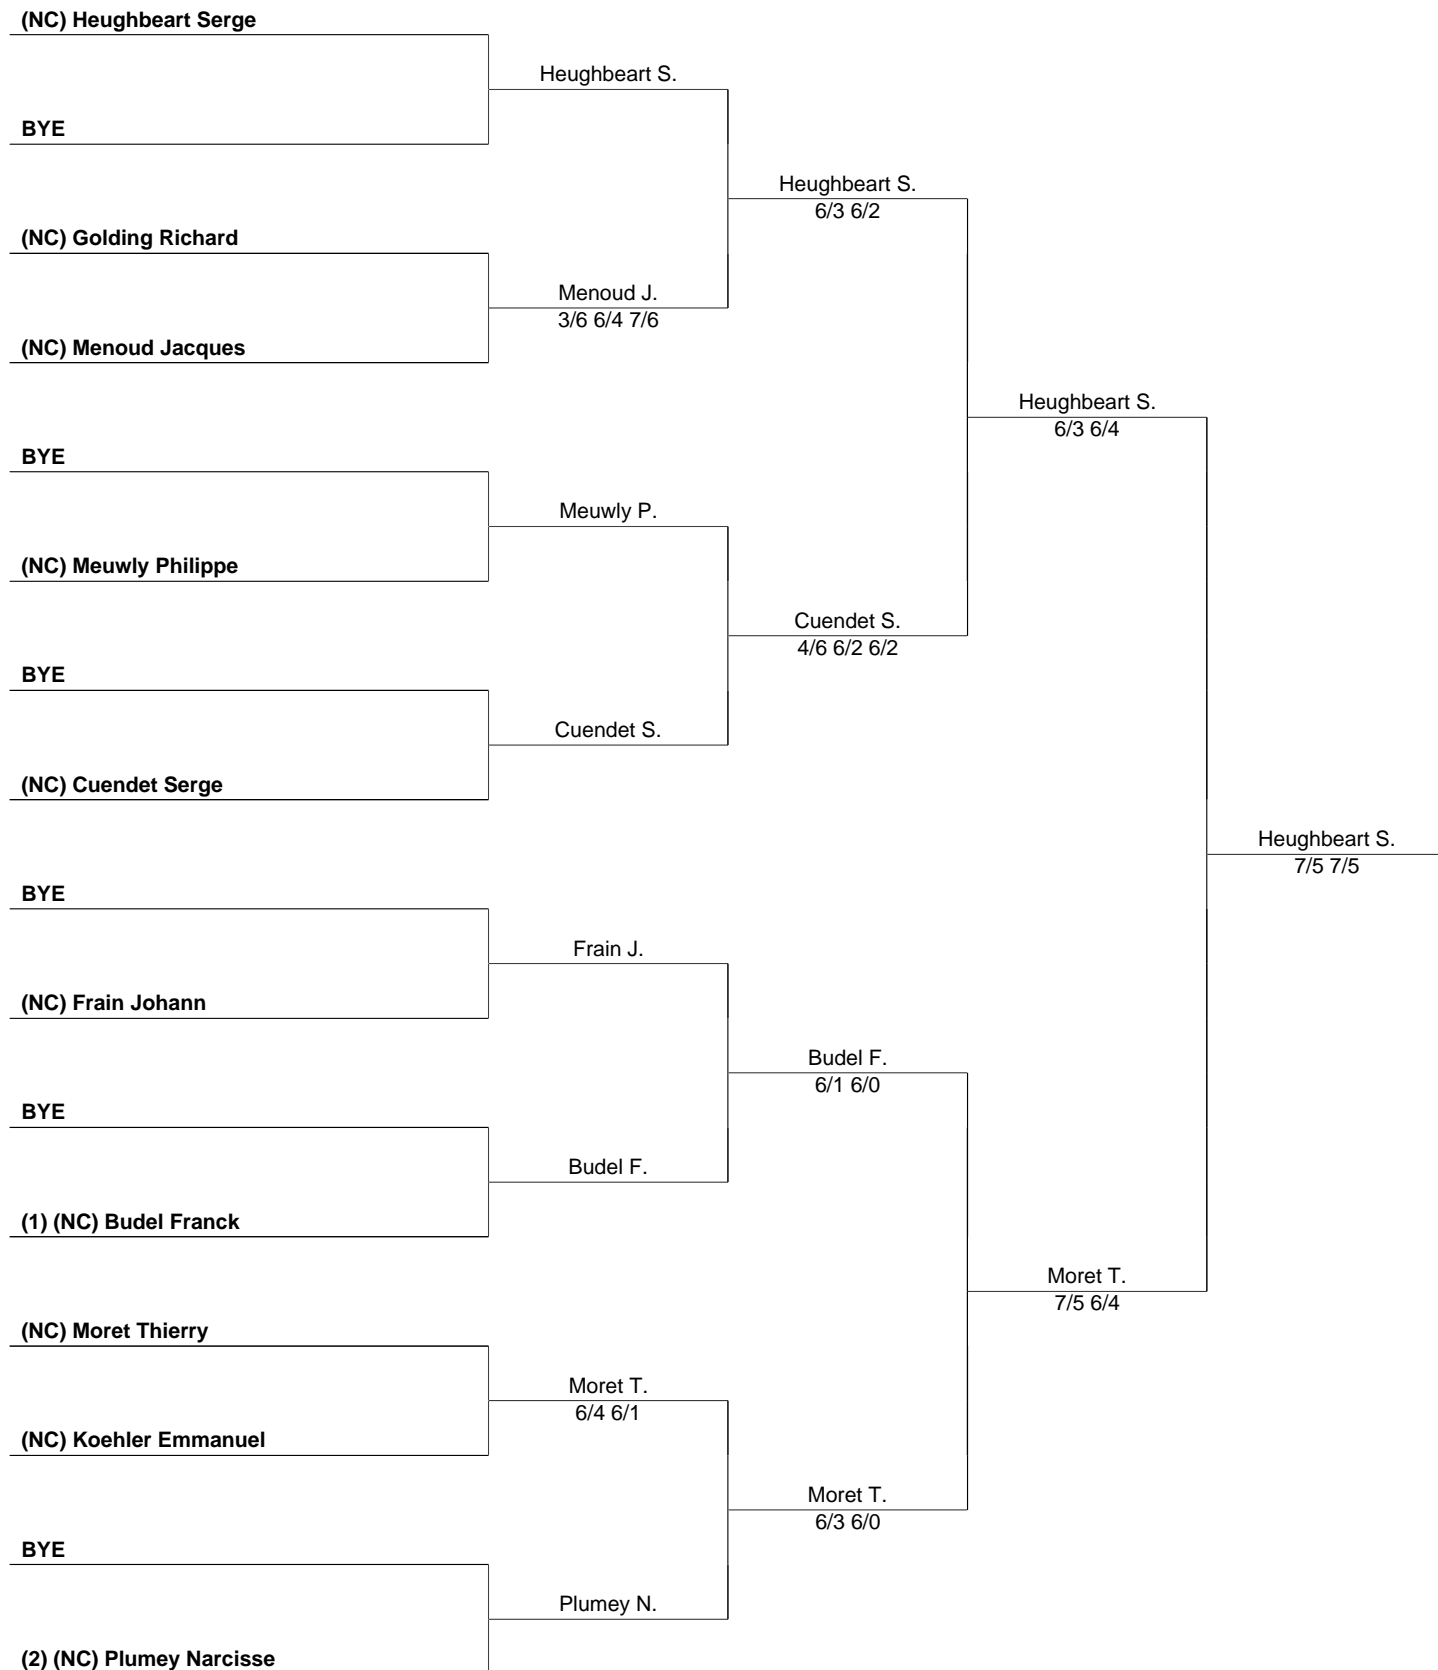 (NC) Heughbeart Serge
Heughbeart S.
BYE
Heughbeart S.
6/3 6/2
(NC) Golding Richard
Menoud J.
3/6 6/4 7/6
(NC) Menoud Jacques
Heughbeart S.
6/3 6/4
BYE
Meuwly P.
(NC) Meuwly Philippe
Cuendet S.
4/6 6/2 6/2
BYE
Cuendet S.
(NC) Cuendet Serge
Heughbeart S.
7/5 7/5
BYE
Frain J.
(NC) Frain Johann
Budel F.
6/1 6/0
BYE
Budel F.
(1) (NC) Budel Franck
Moret T.
7/5 6/4
(NC) Moret Thierry
Moret T.
6/4 6/1
(NC) Koehler Emmanuel
Moret T.
6/3 6/0
BYE
Plumey N.
(2) (NC) Plumey Narcisse